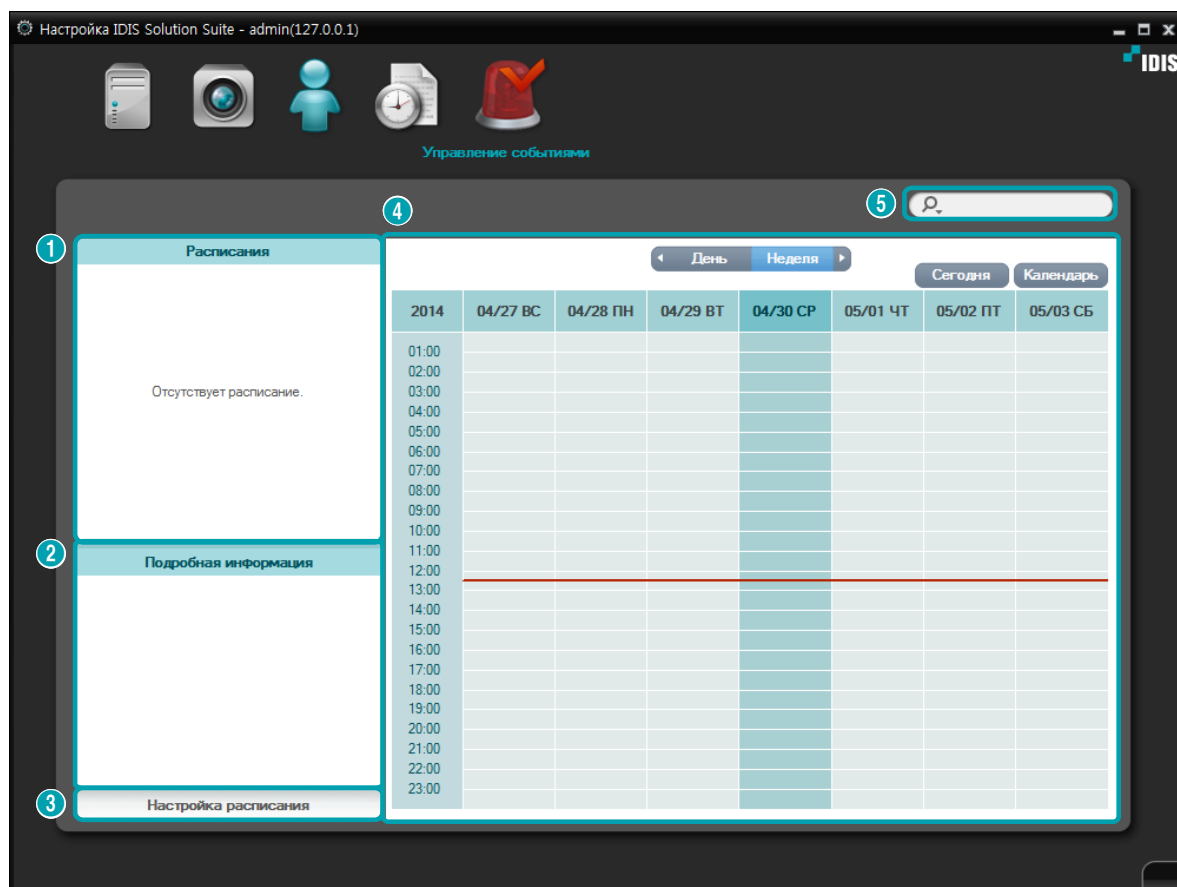 Настройка IDIS Solution Suite - admin(127.0.0.1)
IDIS
Управление событиями
4
5
1
Расписания
Отсутствует расписание.
2
Подробная информация
3
Настройка расписания
День Неделя
Сегодня Календарь
2014 04/27 ВС 04/28 ПН 04/29 ВТ 04/30 СР 05/01 ЧТ 05/02 ПТ 05/03 СБ
01:00
02:00
03:00
04:00
05:00
06:00
07:00
08:00
09:00
10:00
11:00
12:00
13:00
14:00
15:00
16:00
17:00
18:00
19:00
20:00
21:00
22:00
23:00